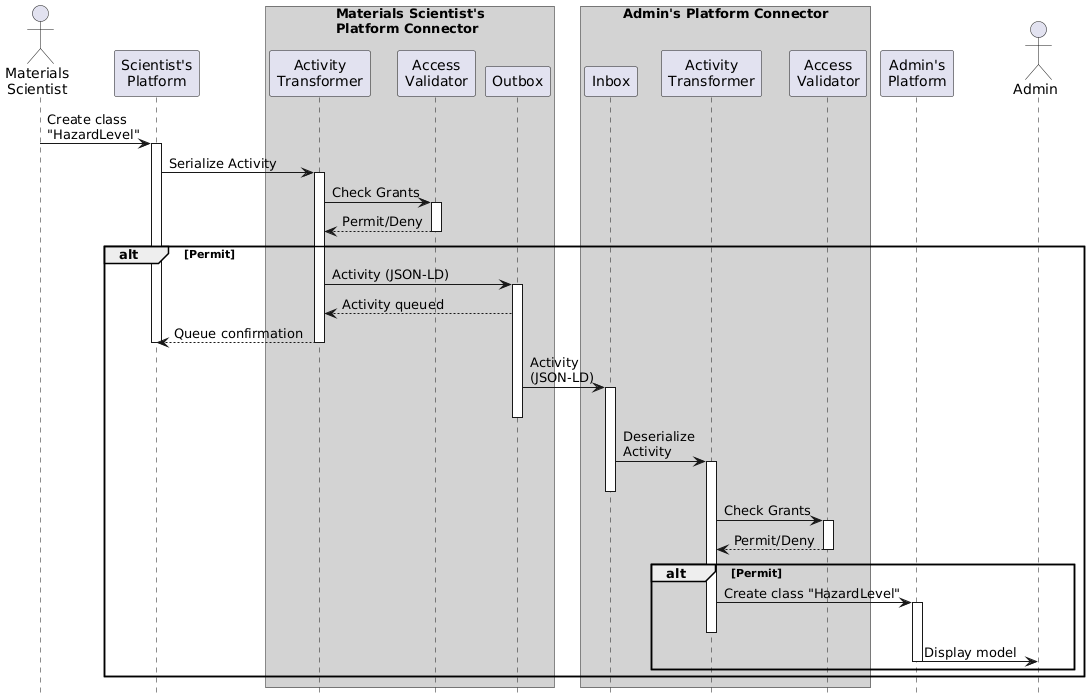 Materials Scientist's
Platform Connector
Admin's Platform Connector
Materials
Scientist
Scientist's
Platform
Activity
Transformer
Access
Validator
Outbox
Inbox
Activity
Transformer
Access
Validator
Admin's
Platform
Admin
Create class
"HazardLevel"
Serialize Activity
Check Grants
Permit/Deny
alt
[Permit]
Activity (JSON-LD)
Activity queued
Queue confirmation
Activity
(JSON-LD)
Deserialize
Activity
Check Grants
Permit/Deny
alt
[Permit]
Create class "HazardLevel"
Display model